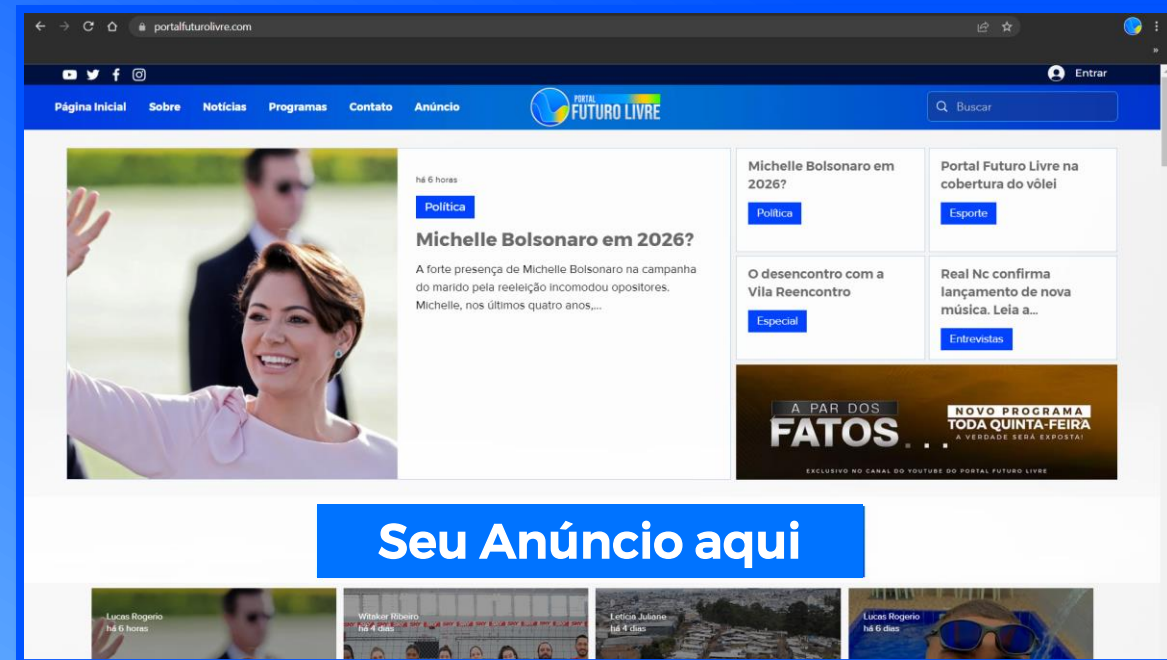 portalfuturolivre.com
Entrar
Página Inicial Sobre Notícias Programas Contato Anúncio
PORTAL
FUTURO LIVRE
Buscar
há 6 horas
Política
Michelle Bolsonaro em 2026?
A forte presença de Michelle Bolsonaro na campanha
do marido pela reeleição incomodou opositores.
Michelle, nos últimos quatro anos,...
Michelle Bolsonaro em
2026?
Política
Portal Futuro Livre na
cobertura do vôlei
Esporte
O desencontro com a
Vila Reencontro
Especial
Real Nc confirma
lançamento de nova
música. Leia a...
Entrevistas
A PAR DOS
FATOS...
NOVO PROGRAMA
TODA QUINTA-FEIRA
A VERDADE SERÁ EXPOSTA!
EXCLUSIVO NO CANAL DO YOUTUBE DO PORTAL FUTURO LIVRE
Seu Anúncio aqui
Lucas Rogerio
há 6 horas
Witaker Ribeiro
há 4 dias
Letícia Juliane
há 4 dias
Lucas Rogerio
há 6 dias